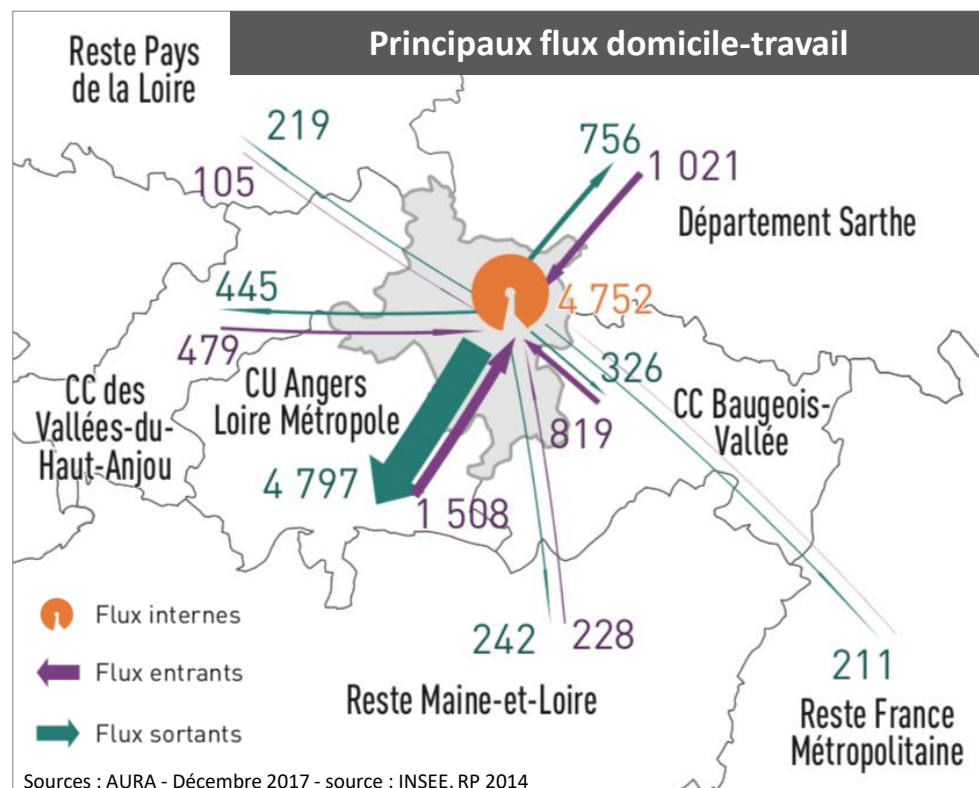 Principaux flux domicile-travail
Reste Pays
de la Loire
219
105
756
1 021
Département Sarthe
4 752
445
479
CC des
Vallées-du-
Haut-Anjou
CU Angers
Loire Métropole
326
819
CC Baugeois-
Vallée
4 797
1 508
242
228
211
Reste Maine-et-Loire
Reste France
Métropolitaine
Flux internes
Flux entrants
Flux sortants
Sources : AURA - Décembre 2017 - source : INSEE, RP 2014